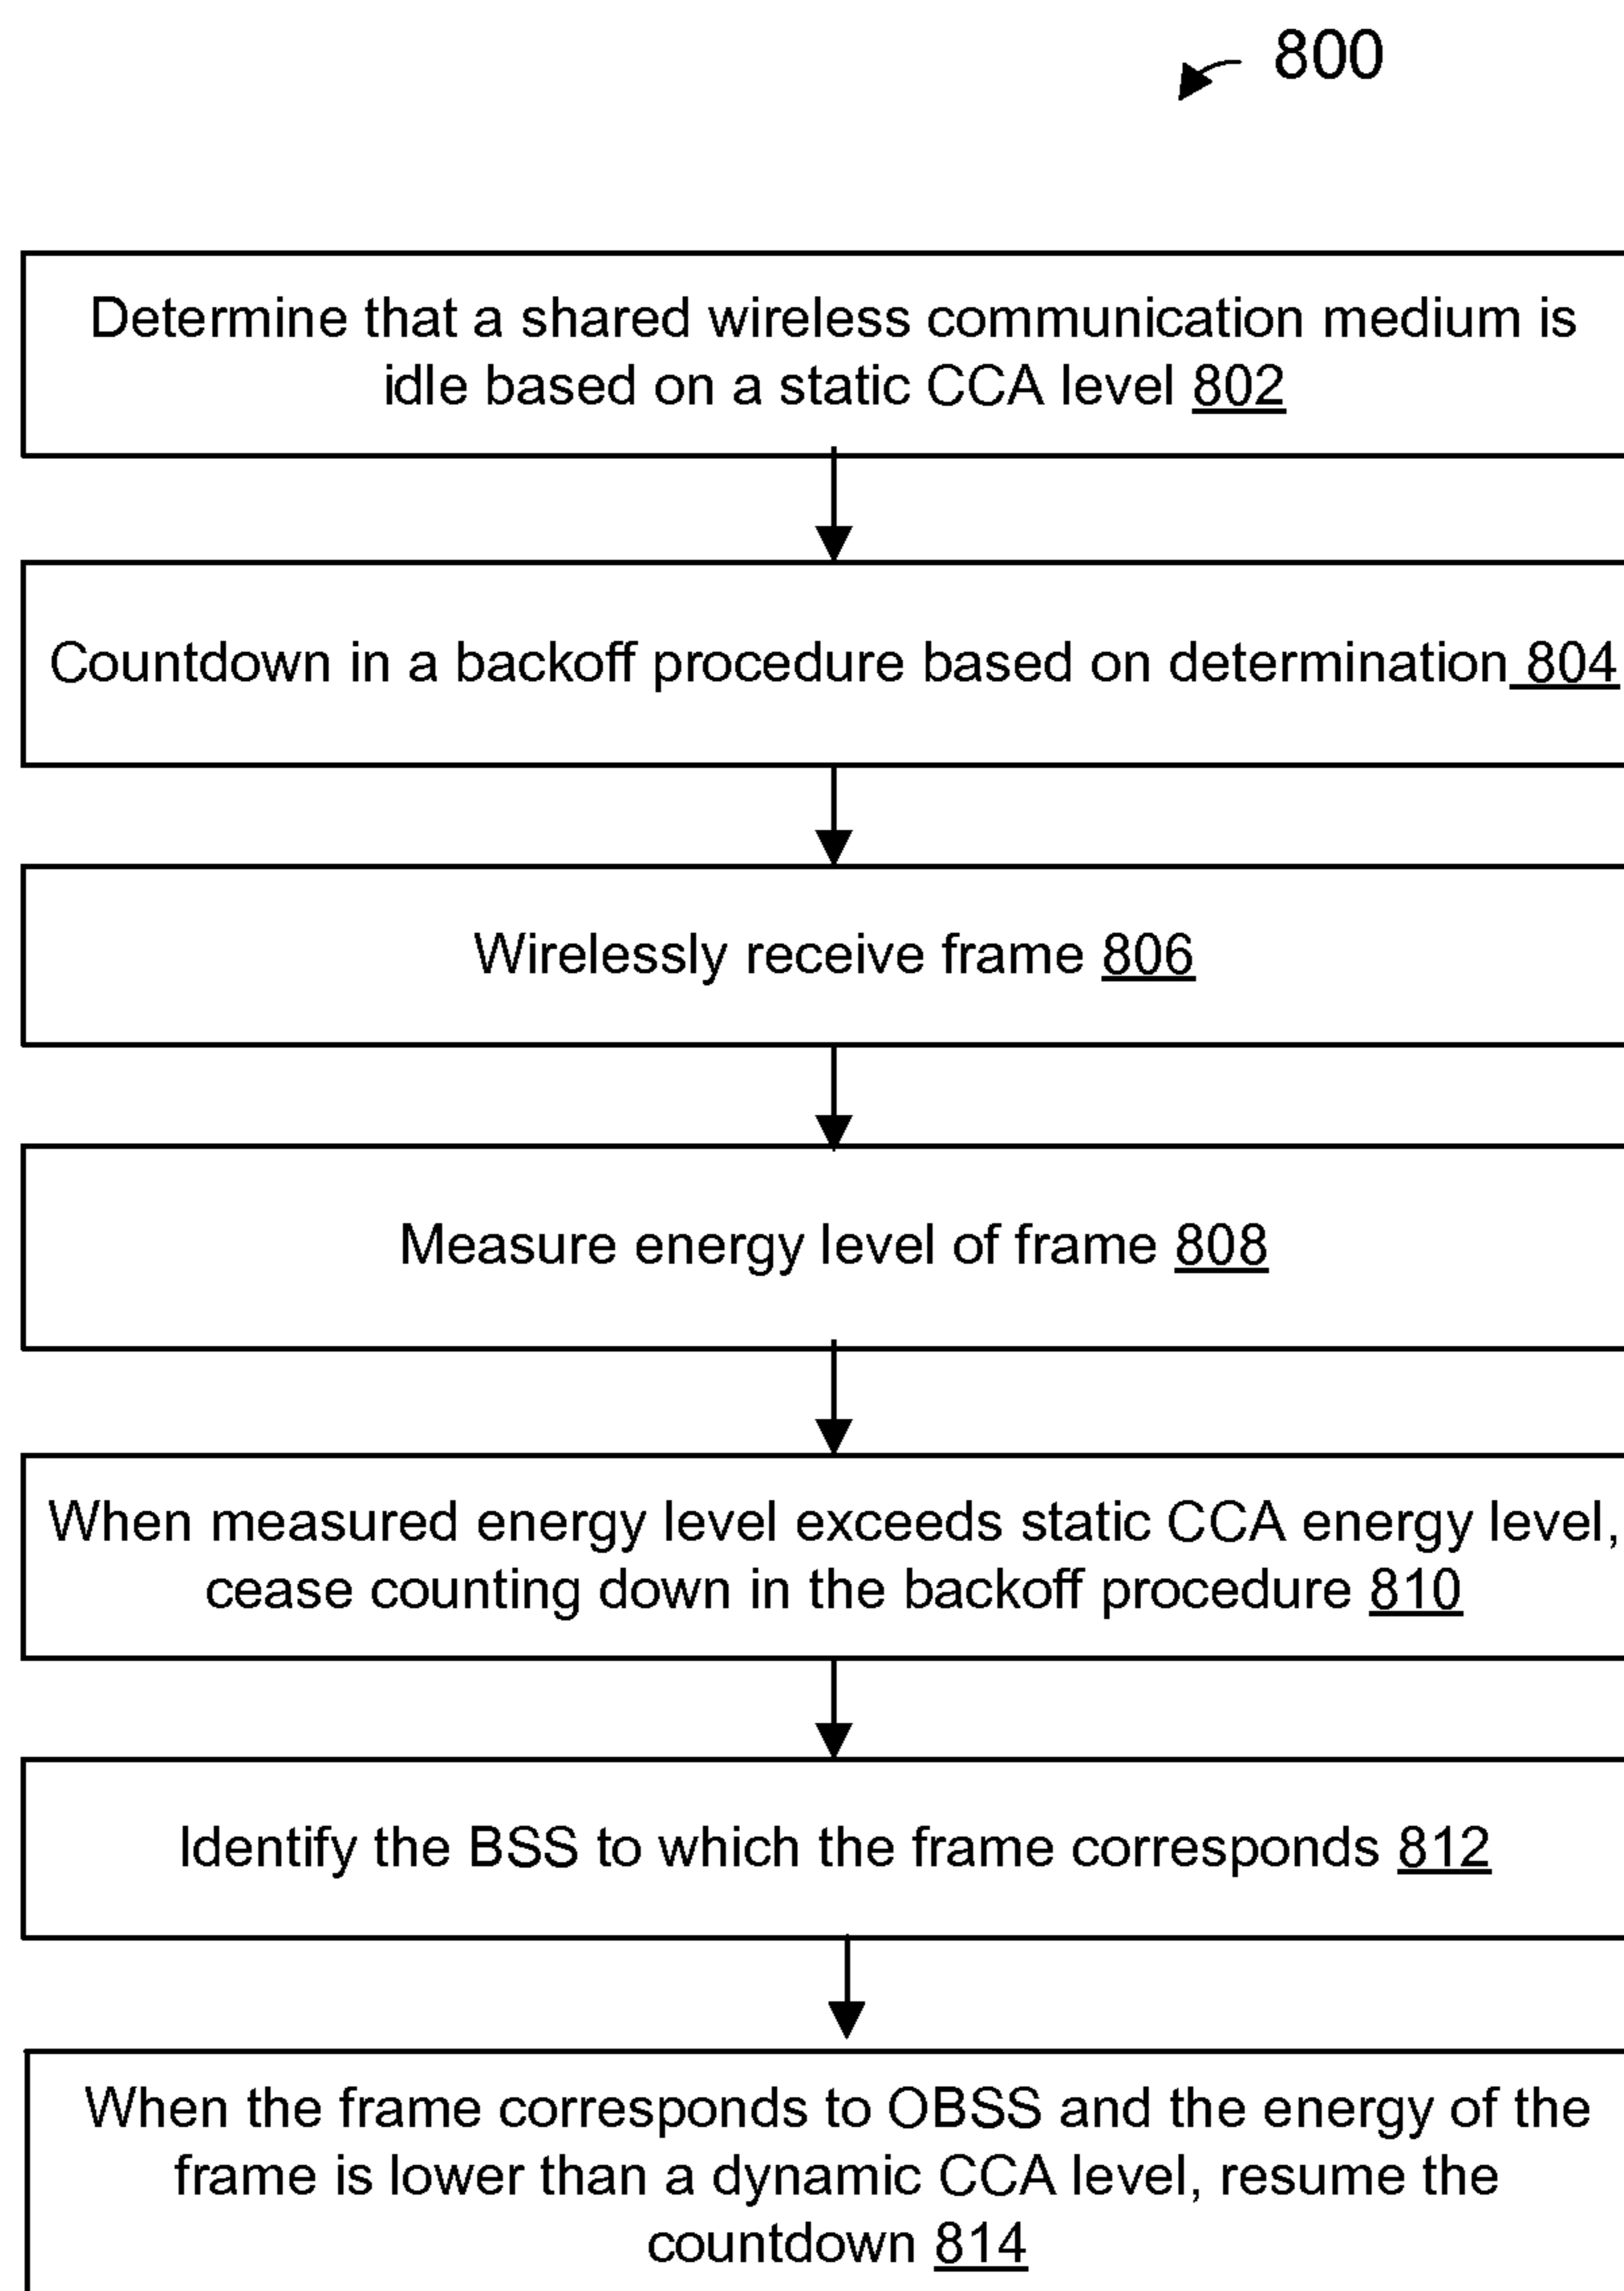 800
Determine that a shared wireless communication medium is
idle based on a static CCA level 802
Countdown in a backoff procedure based on determination 804
Wirelessly receive frame 806
Measure energy level of frame 808
When measured energy level exceeds static CCA energy level,
cease counting down in the backoff procedure 810
Identify the BSS to which the frame corresponds 812
When the frame corresponds to OBSS and the energy of the
frame is lower than a dynamic CCA level, resume the
countdown 814